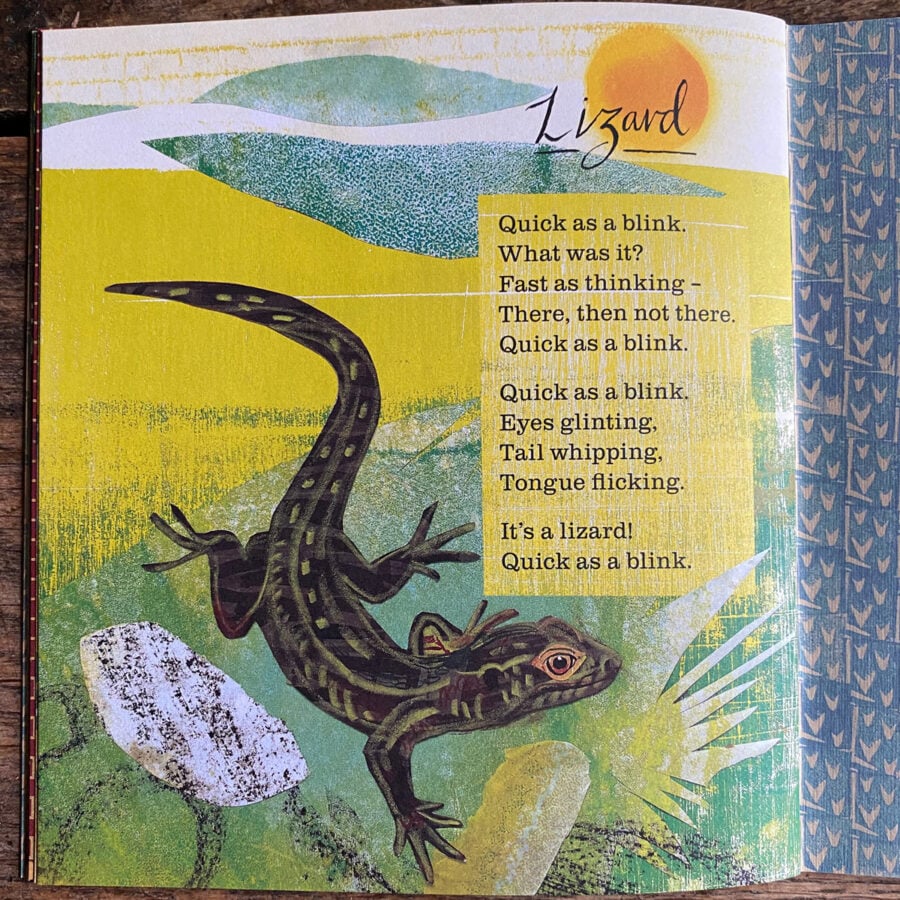 Lizard
Quick as a blink.
What was it?
Fast as thinking –
There, then not there.
Quick as a blink.
Quick as a blink.
Eyes glinting,
Tail whipping,
Tongue flicking.
It's a lizard!
Quick as a blink.